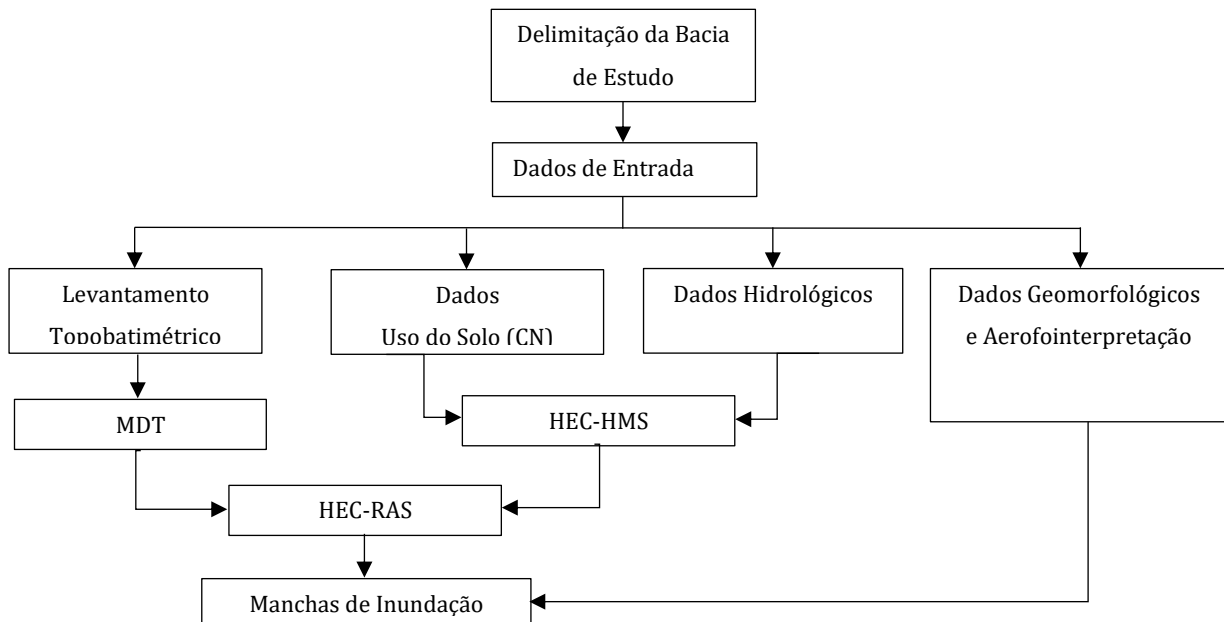 Delimitação da Bacia
de Estudo
Dados de Entrada
Levantamento
Topobatimétrico
Dados
Uso do Solo (CN)
Dados Hidrológicos
Dados Geomorfológicos
e Aerofointerpretação
MDT
HEC-HMS
HEC-RAS
Manchas de Inundação